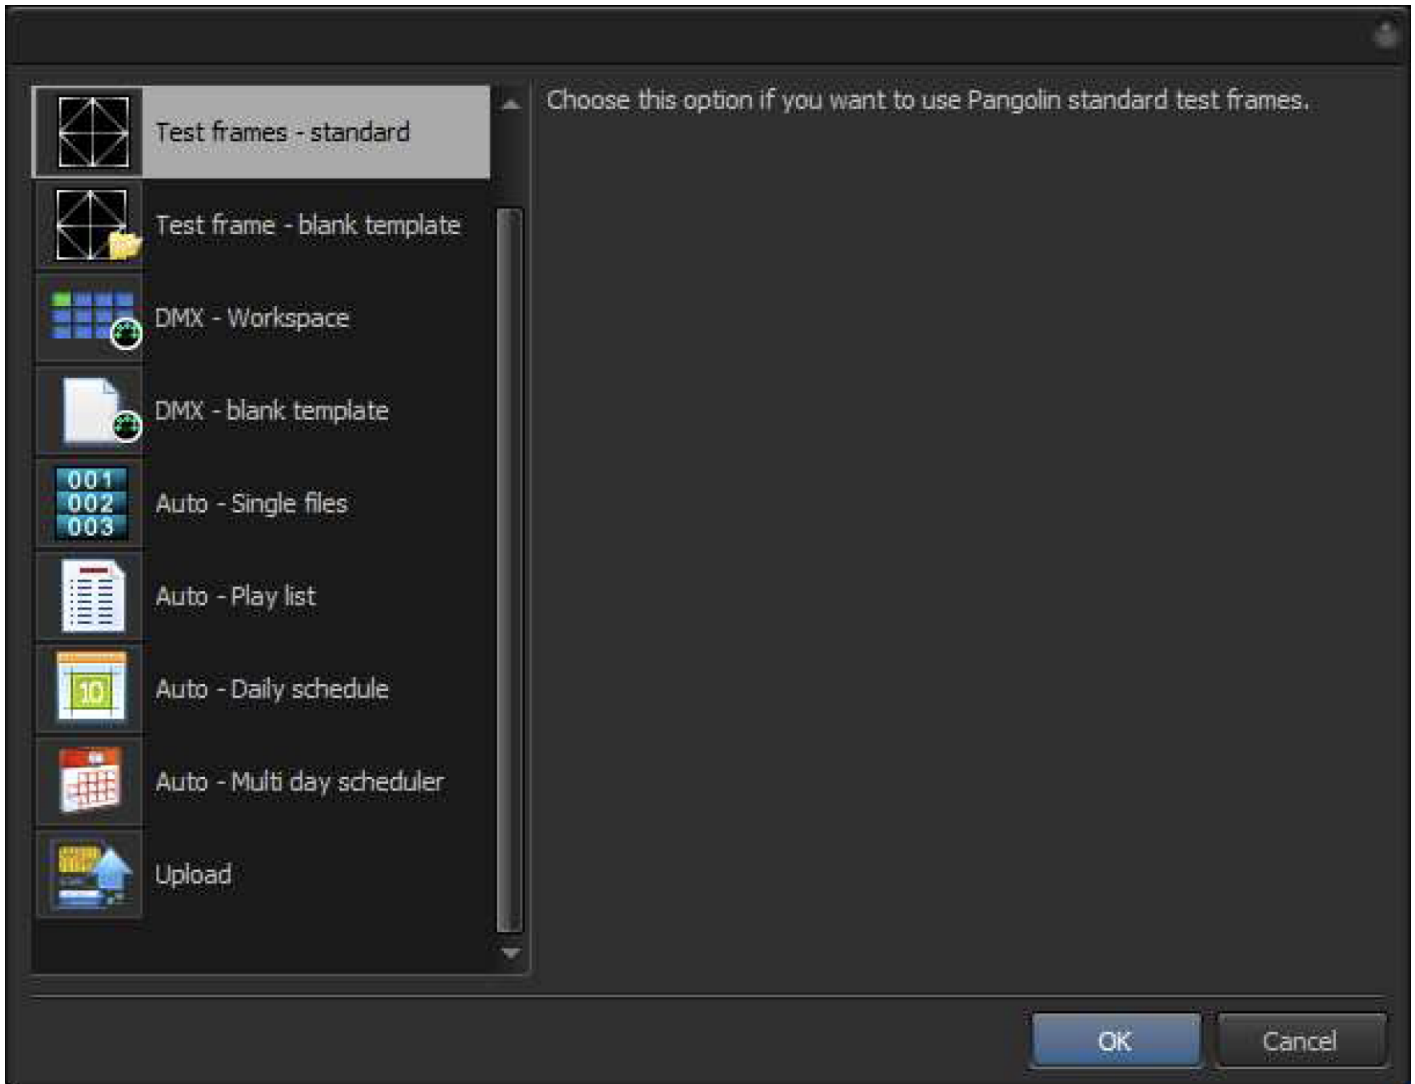 Test frames - standard
Choose this option if you want to use Pangolin standard test frames.
Test frame - blank template
DMX - Workspace
DMX - blank template
001
002
003
Auto - Single files
Auto - Play list
10
Auto - Daily schedule
Auto - Multi day scheduler
Upload
OK
Cancel